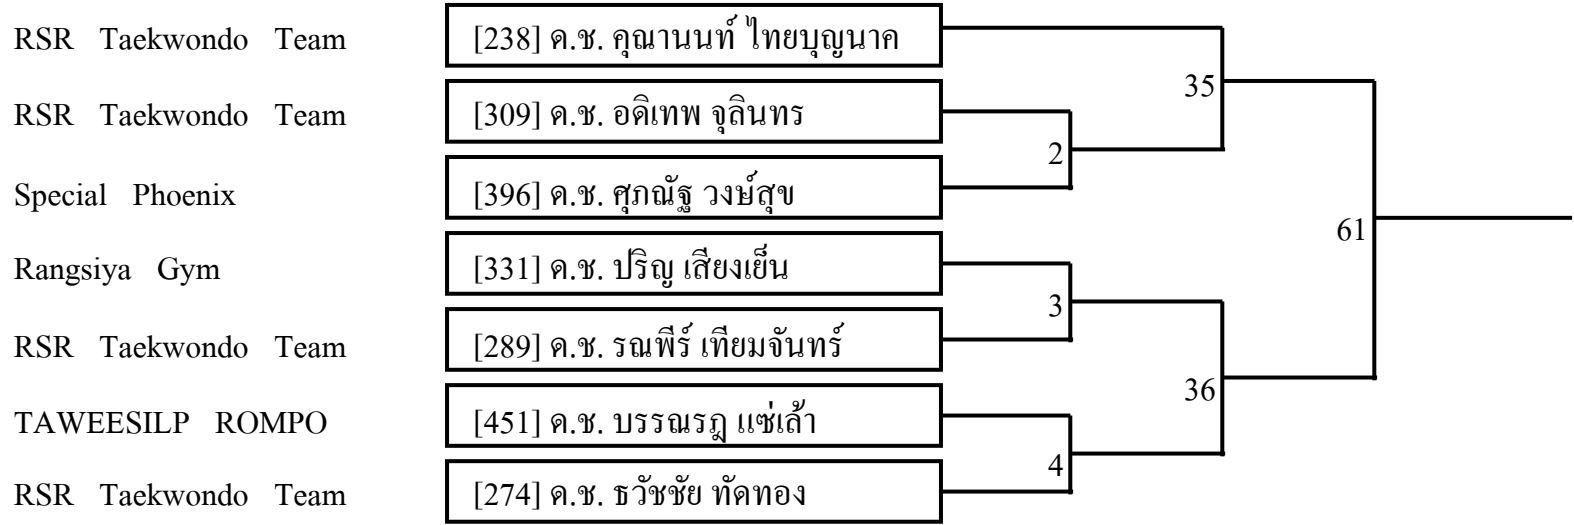 RSR Taekwondo Team [238] ด.ช. คุณานนท์ ไทยบุญนาค
35
RSR Taekwondo Team [309] ด.ช. อดิเทพ จุลินทร
2
Special Phoenix [396] ด.ช. ศุภณัฐ วงษ์สุข
61
Rangsiya Gym [331] ด.ช. ปริญ เสียงเย็น
3
RSR Taekwondo Team [289] ด.ช. รณพีร์ เทียมจันทร์
36
TAWEESILP ROMPO [451] ด.ช. บรรณรฎ แซ่เล้า
4
RSR Taekwondo Team [274] ด.ช. ธวัชชัย ทัดทอง